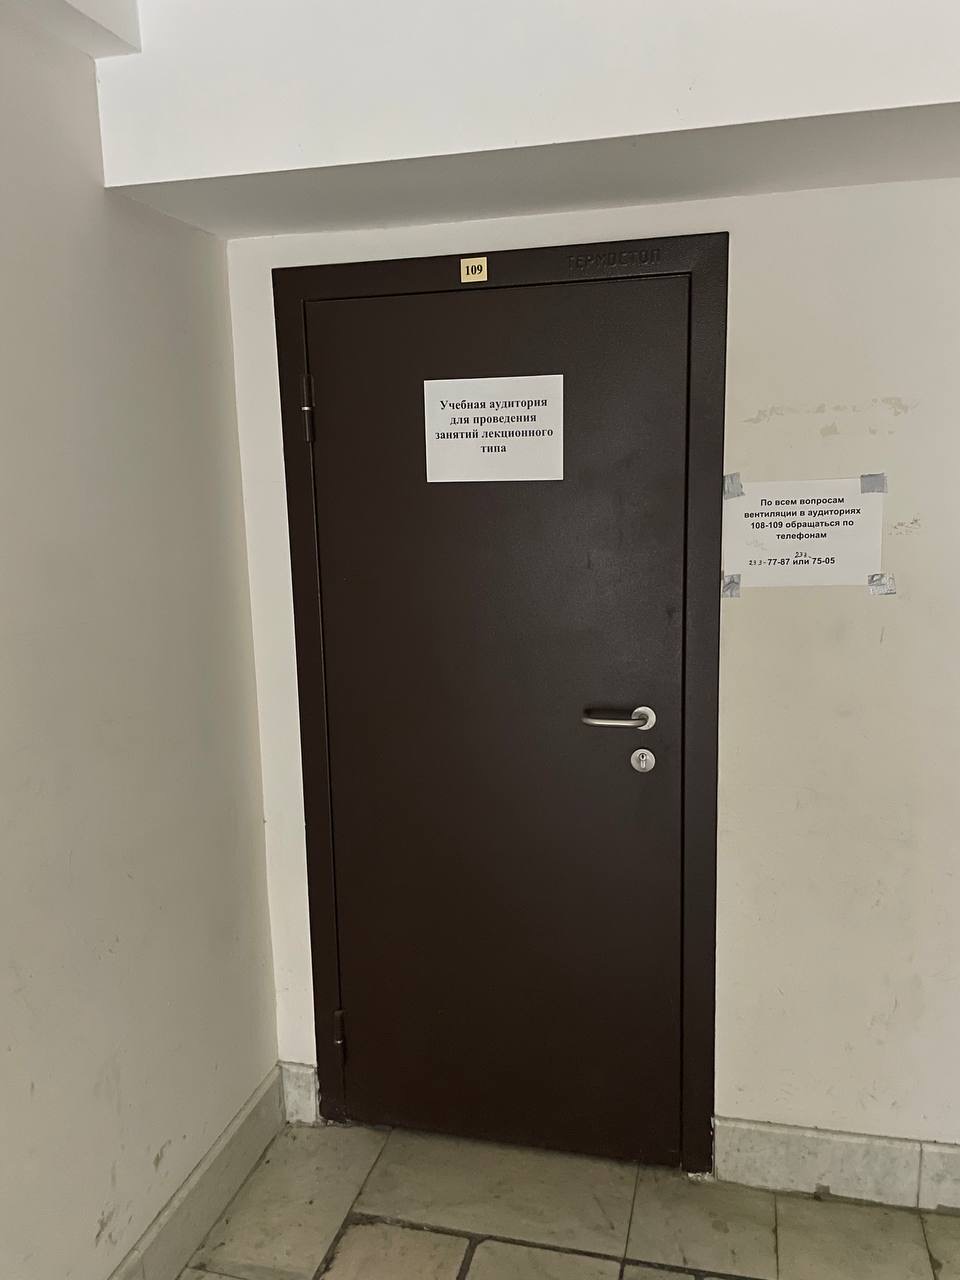 109
ТЕРМОСТОП
Учебная аудитория
для проведения
занятий лекционного
типа
По всем вопросам
вентиляции в аудиториях
108-109 обращаться по
телефонам
233-
233-77-87 или 75-05